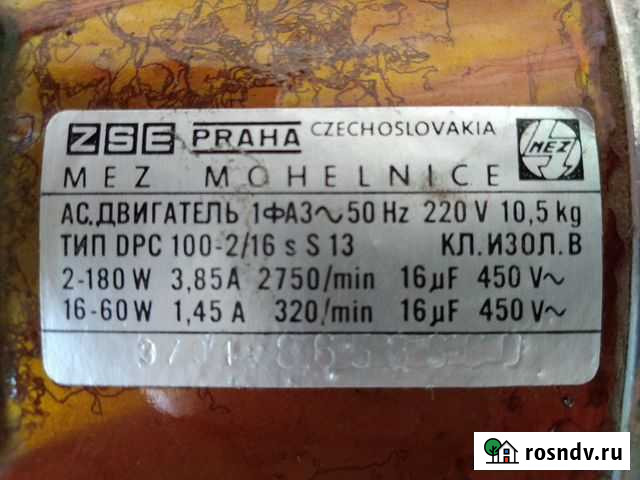 ZSE PRAHA CZECHOSLOVAKIA
MEZ
MEZ MOHELNICE
АС.ДВИГАТЕЛЬ 1ФАЗ~50 Hz 220 V 10,5 kg
ТИП DPC 100-2/16 s S 13 КЛ.ИЗОЛ.В
2-180 W 3,85A 2750/min 16µF 450 V~
16-60 W 1,45 A 320/min 16µF 450 V~
rosndv.ru